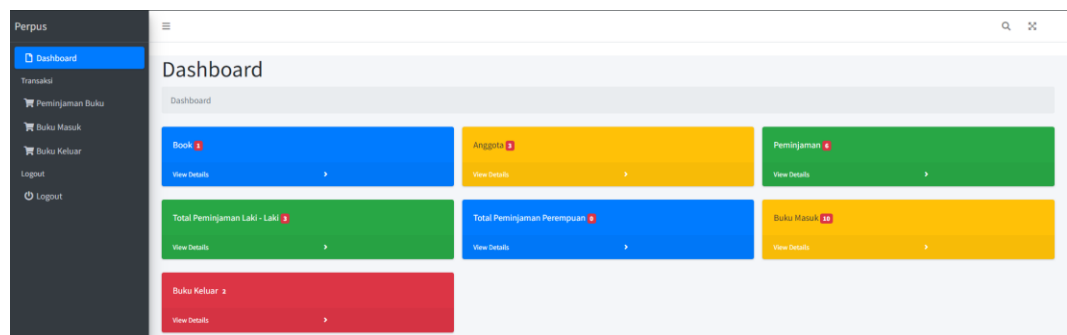 Perpus
Dashboard
Transaksi
Peminjaman Buku
Buku Masuk
Buku Keluar
Logout
Logout
Dashboard
Dashboard
Book
View Details
Anggota 3
View Details
Peminjaman 6
View Details
Total Peminjaman Laki - Laki 3
View Details
Total Peminjaman Perempuan
View Details
Buku Masuk 10
View Details
Buku Keluar 2
View Details